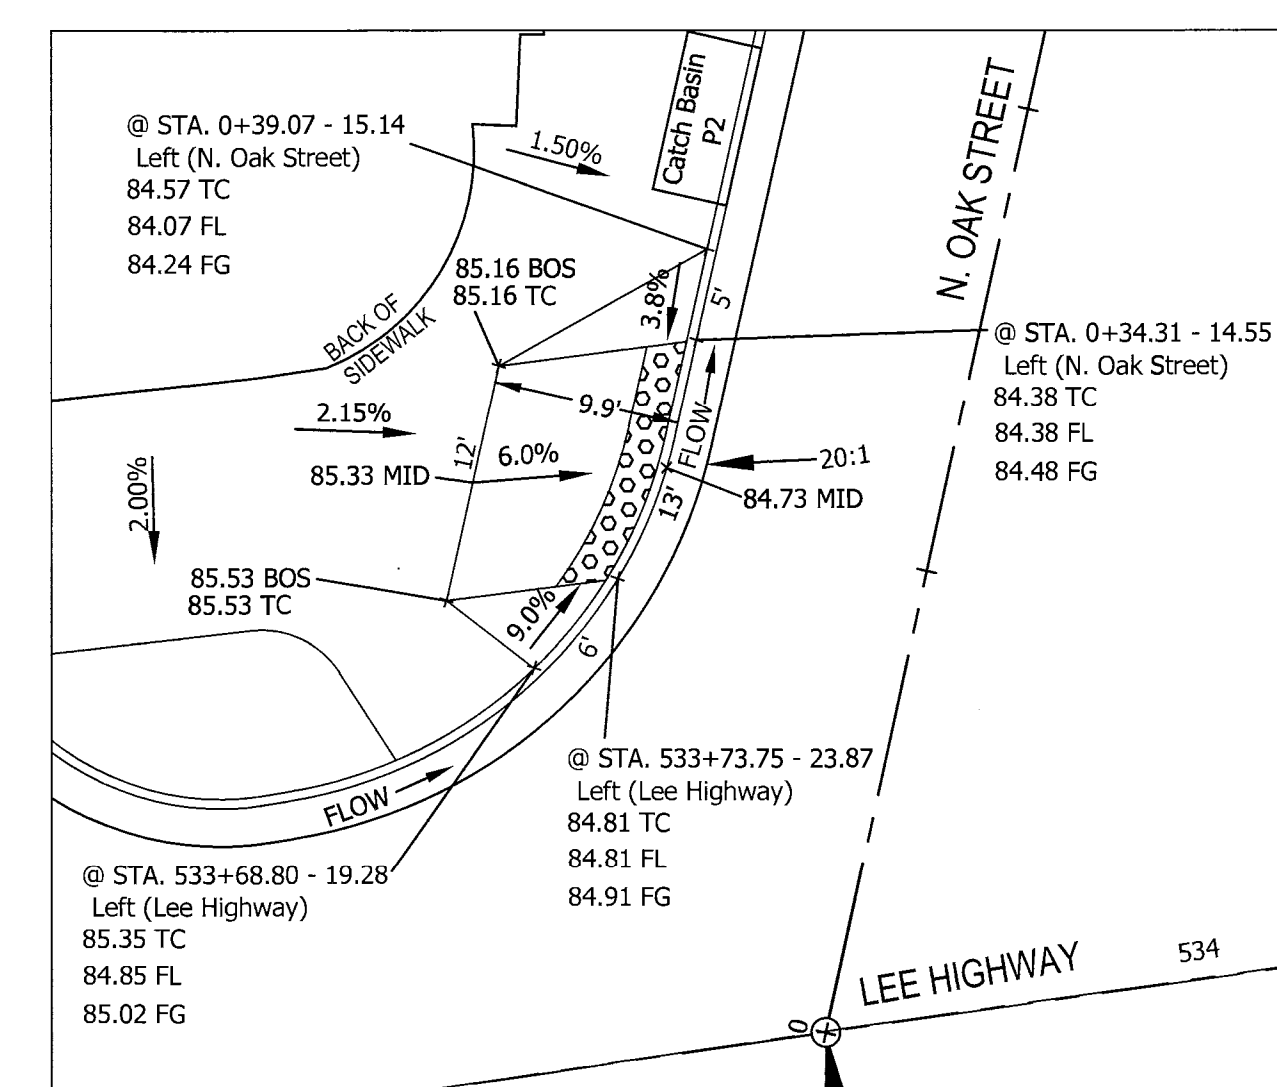 @ STA. 0+39.07 - 15.14
Left (N. Oak Street)
84.57 TC
84.07 FL
84.24 FG
1.50%
Catch Basin
P2
N. OAK STREET
85.16 BOS
85.16 TC
3.8%
5'
BACK OF
SIDEWALK
@ STA. 0+34.31 - 14.55
Left (N. Oak Street)
84.38 TC
84.38 FL
84.48 FG
2.15%
9.9'
FLOW
12'
6.0%
20:1
85.33 MID
84.73 MID
13'
2.00%
85.53 BOS
85.53 TC
9.0%
6'
@ STA. 533+73.75 - 23.87
Left (Lee Highway)
84.81 TC
84.81 FL
84.91 FG
FLOW
@ STA. 533+68.80 - 19.28
Left (Lee Highway)
85.35 TC
84.85 FL
85.02 FG
LEE HIGHWAY
534
0